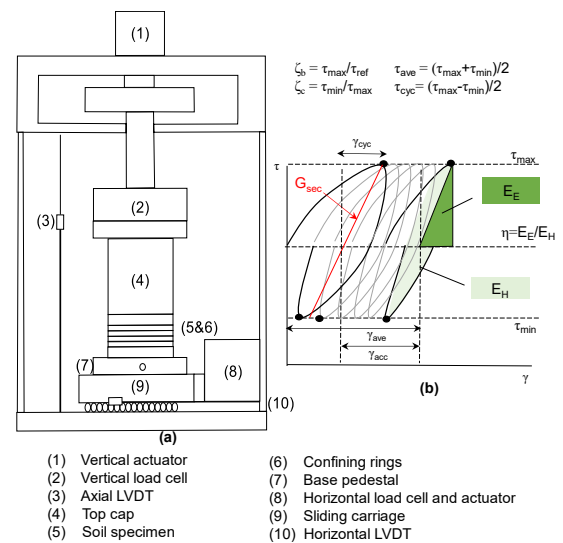 (1)
(2)
(3)
(4)
(5&6)
(7)
(8)
(9)
(10)
(a)
ζb = τmax/τref τave = (τmax+τmin)/2
ζc = τmin/τmax τcyc= (τmax-τmin)/2
γcyc
τ
τmax
Gsec
EE
η=EE/EH
EH
τmin
γave
γacc
γ
(b)
(1) Vertical actuator
(2) Vertical load cell
(3) Axial LVDT
(4) Top cap
(5) Soil specimen
(6) Confining rings
(7) Base pedestal
(8) Horizontal load cell and actuator
(9) Sliding carriage
(10) Horizontal LVDT